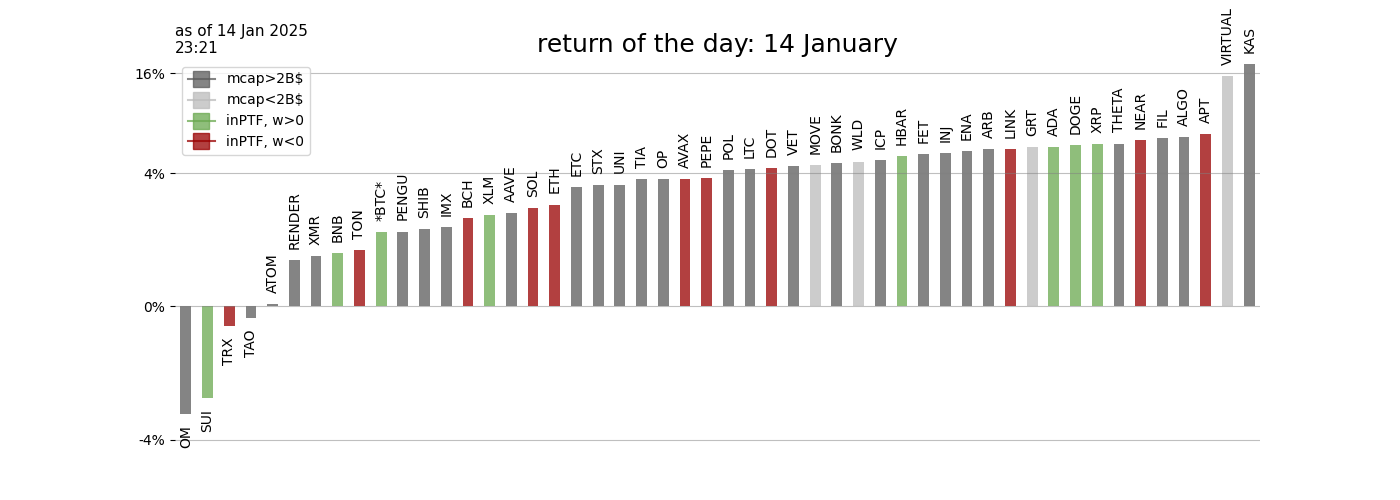 as of 14 Jan 2025
23:21
return of the day: 14 January
mcap>2B$
mcap<2B$
inPTF, w>0
inPTF, w<0
16%
4%
0%
-4%
OM
SUI
TRX
TAO
ATOM
RENDER
XMR
BNB
TON
*BTC*
PENGU
SHIB
IMX
BCH
XLM
AAVE
SOL
ETH
ETC
STX
UNI
TIA
OP
AVAX
PEPE
POL
LTC
DOT
VET
MOVE
BONK
WLD
ICP
HBAR
FET
INJ
ENA
ARB
LINK
GRT
ADA
DOGE
XRP
THETA
NEAR
FIL
ALGO
APT
VIRTUAL
KAS